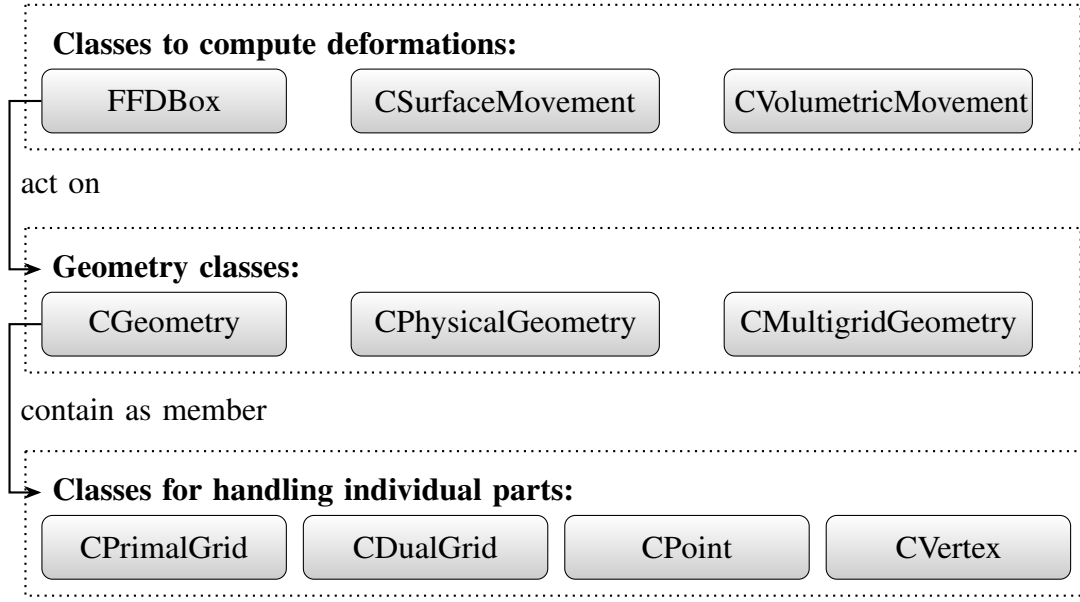 Classes to compute deformations:
FFDBox CSurfaceMovement CVolumetricMovement
act on
Geometry classes:
CGeometry CPhysicalGeometry CMultigridGeometry
contain as member
Classes for handling individual parts:
CPrimalGrid CDualGrid CPoint CVertex